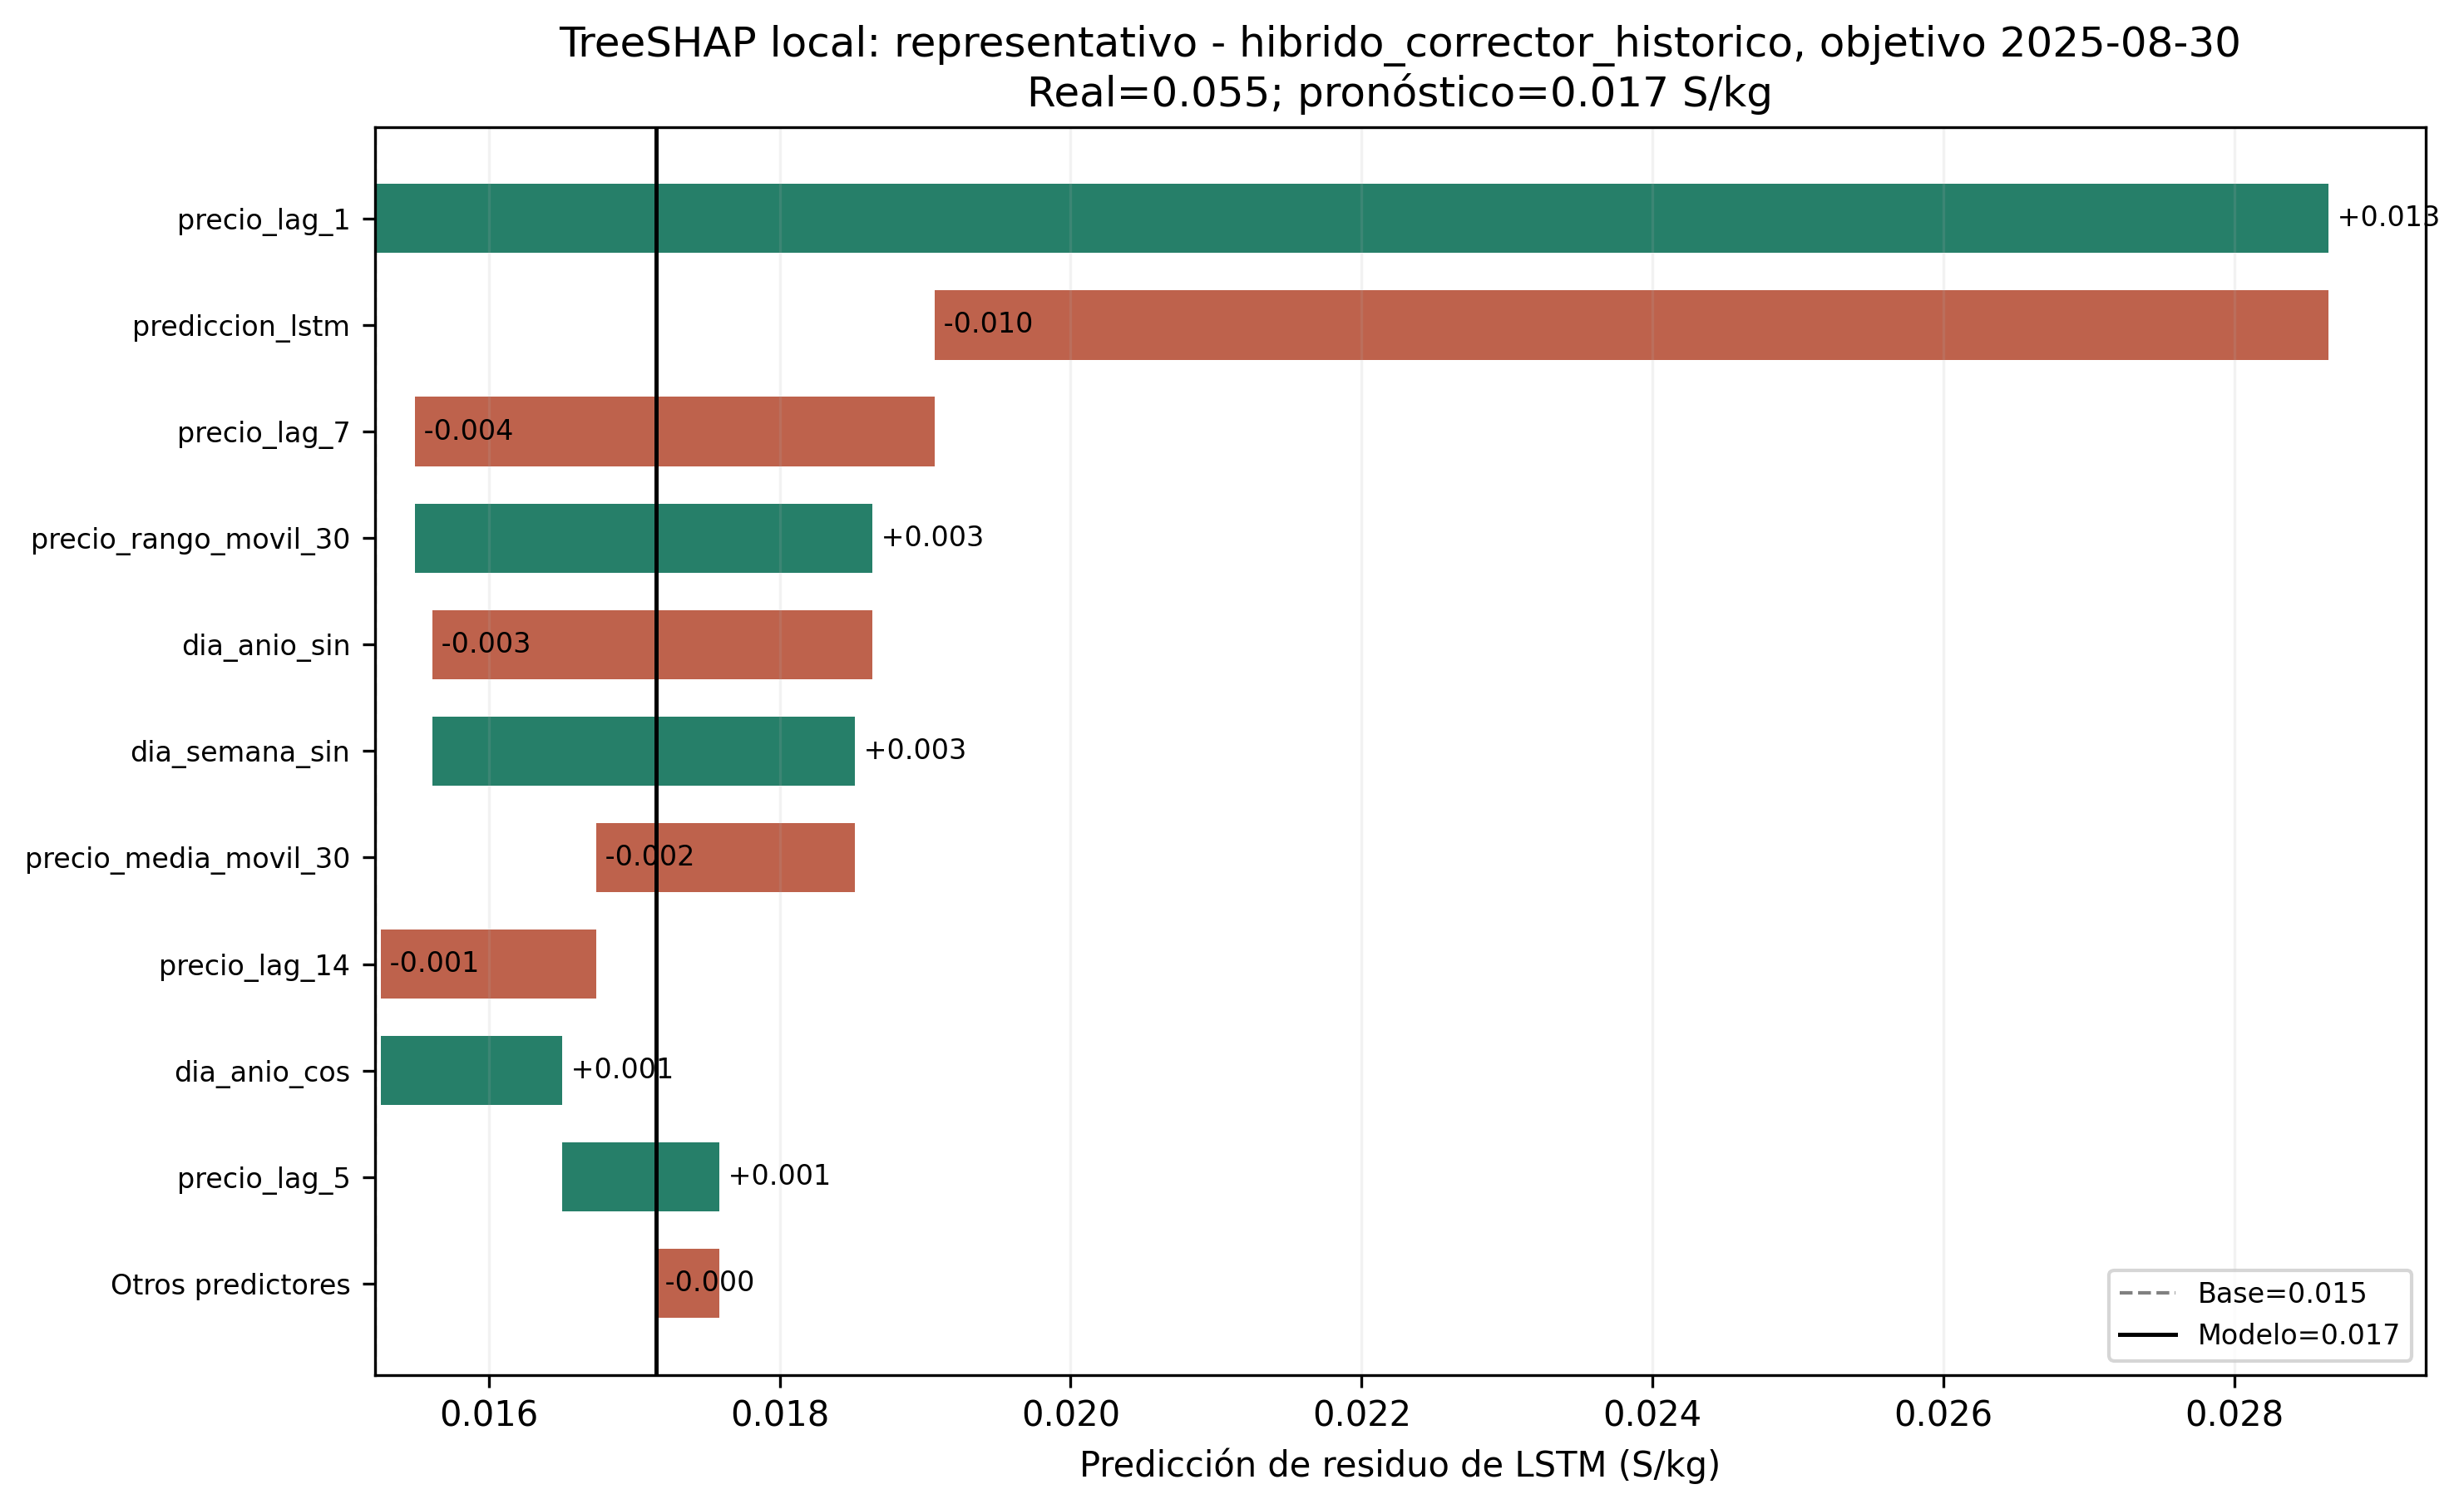 TreeSHAP local: representativo - hibrido_corrector_historico, objetivo 2025-08-30
Real=0.055; pronóstico=0.017 S/kg
precio_lag_1
+0.013
prediccion_lstm
-0.010
precio_lag_7
-0.004
precio_rango_movil_30
+0.003
dia_anio_sin
-0.003
dia_semana_sin
+0.003
precio_media_movil_30
-0.002
precio_lag_14
-0.001
dia_anio_cos
+0.001
precio_lag_5
+0.001
Otros predictores
-0.000
Base=0.015
Modelo=0.017
0.016 0.018 0.020 0.022 0.024 0.026 0.028
Predicción de residuo de LSTM (S/kg)